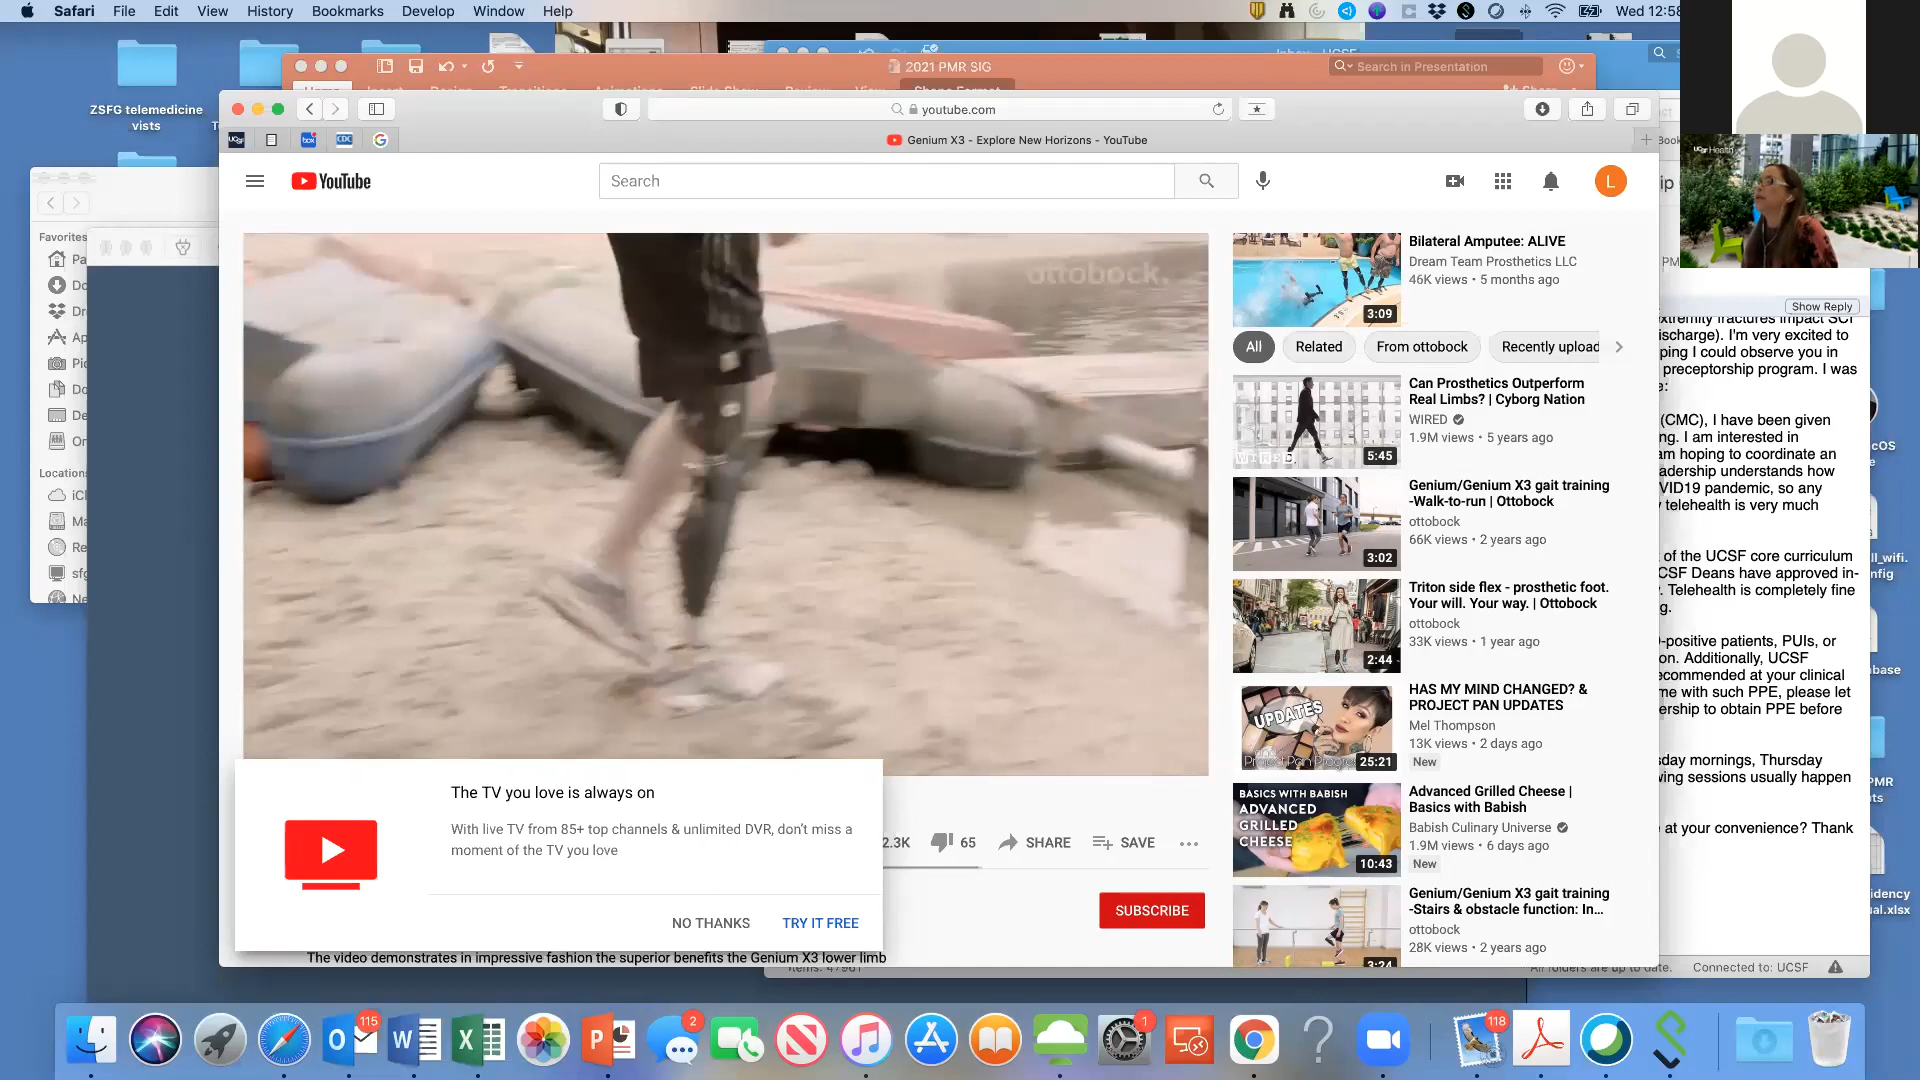 Safari File Edit View History Bookmarks Develop Window Help
Wed 12:58
ZSFG telemedicine
vists
2021 PMR SIG
Search in Presentation
Inbox · UCSF
youtube.com
Genium X3 - Explore New Horizons - YouTube
UCSF
box
CDC
YouTube
Search
L
UCSF Health
Favorites
Locations
ottobock.
Bilateral Amputee: ALIVE
Dream Team Prosthetics LLC
46K views • 5 months ago
3:09
All
Related
From ottobock
Recently upload
Can Prosthetics Outperform
Real Limbs? | Cyborg Nation
WIRED
1.9M views • 5 years ago
WIRED
5:45
Genium/Genium X3 gait training
-Walk-to-run | Ottobock
ottobock
66K views • 2 years ago
3:02
Triton side flex - prosthetic foot.
Your will. Your way. | Ottobock
ottobock
33K views • 1 year ago
2:44
HAS MY MIND CHANGED? &
PROJECT PAN UPDATES
Mel Thompson
13K views • 2 days ago
New
UPDATES
25:21
Advanced Grilled Cheese |
Basics with Babish
Babish Culinary Universe
1.9M views • 6 days ago
New
BASICS WITH BABISH
ADVANCED
GRILLED
CHEESE
10:43
Genium/Genium X3 gait training
-Stairs & obstacle function: In...
ottobock
28K views • 2 years ago
3:24
The TV you love is always on
With live TV from 85+ top channels & unlimited DVR, don't miss a
moment of the TV you love
NO THANKS
TRY IT FREE
2.3K
65
SHARE
SAVE
SUBSCRIBE
The video demonstrates in impressive fashion the superior benefits the Genium X3 lower limb
Show Reply
extremity fractures impact SCI
ischarge). I'm very excited to
ping I could observe you in
preceptorship program. I was
e:
(CMC), I have been given
ng. I am interested in
am hoping to coordinate an
adership understands how
VID19 pandemic, so any
telehealth is very much
of the UCSF core curriculum
CSF Deans have approved in-
. Telehealth is completely fine
g.
-positive patients, PUIs, or
on. Additionally, UCSF
ecommended at your clinical
me with such PPE, please let
ership to obtain PPE before
sday mornings, Thursday
wing sessions usually happen
e at your convenience? Thank
All folders are up to date.
Connected to: UCSF
115
2
1
118